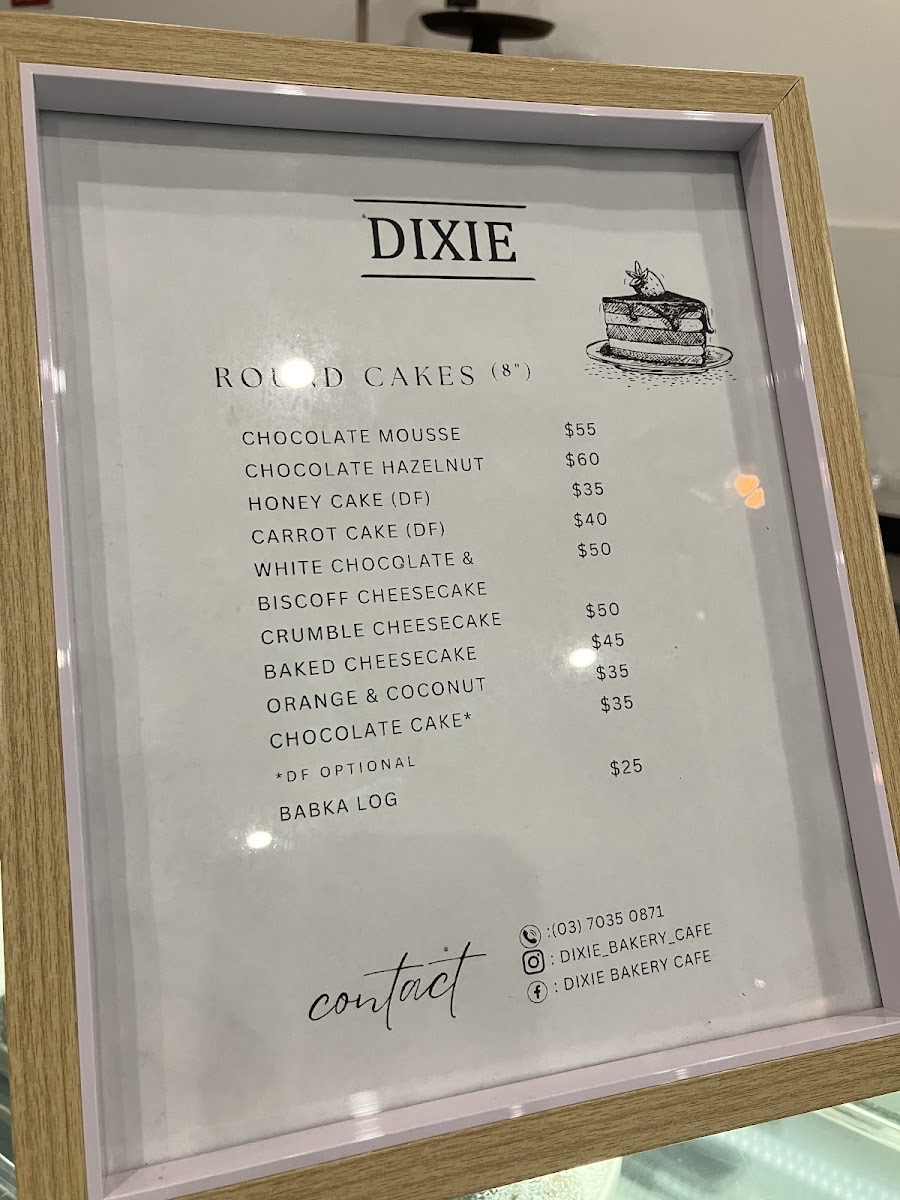 DIXIE
ROUND CAKES (8")
CHOCOLATE MOUSSE $55
CHOCOLATE HAZELNUT $60
HONEY CAKE (DF) $35
CARROT CAKE (DF) $40
WHITE CHOCOLATE & $50
BISCOFF CHEESECAKE
CRUMBLE CHEESECAKE $50
BAKED CHEESECAKE $45
ORANGE & COCONUT $35
CHOCOLATE CAKE* $35
*DF OPTIONAL
BABKA LOG $25
contact
:(03) 7035 0871
: DIXIE_BAKERY_CAFE
: DIXIE BAKERY CAFE